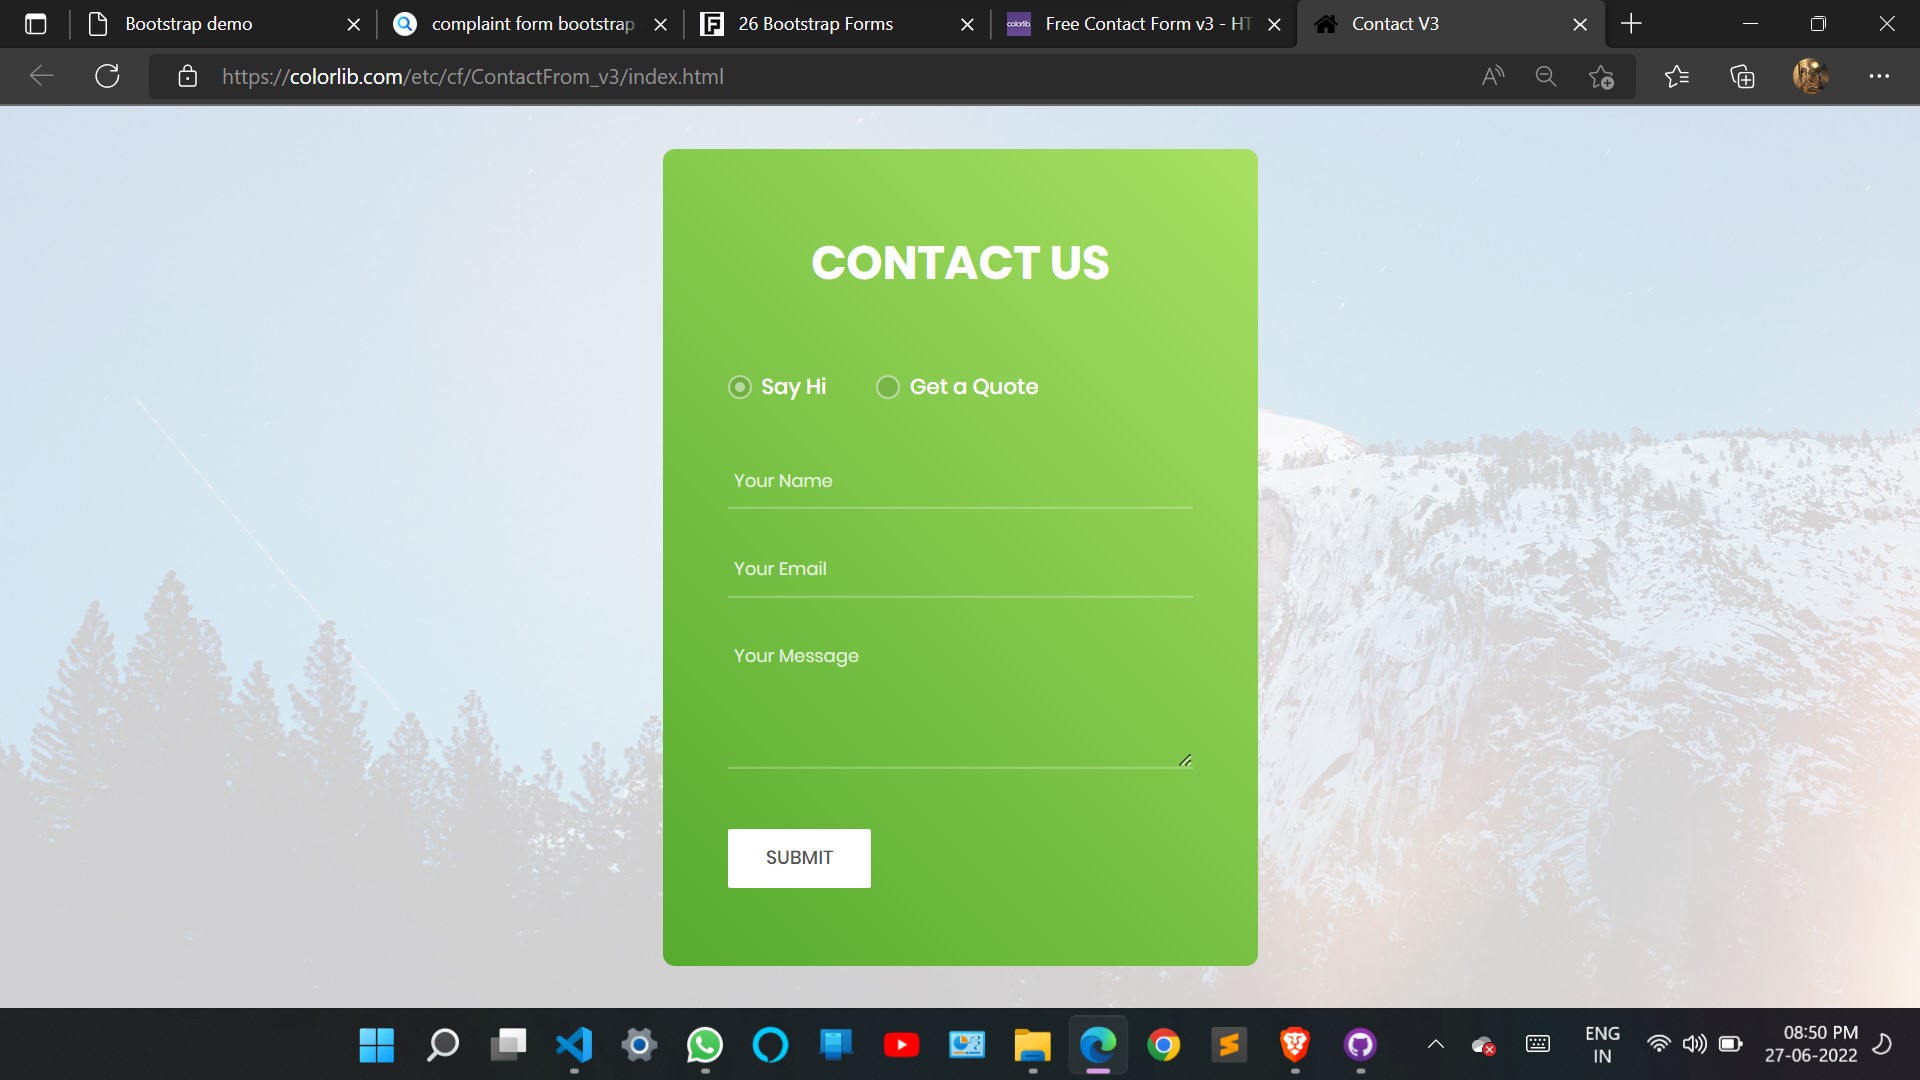 Bootstrap demo
complaint form bootstrap
26 Bootstrap Forms
colorlib.
Free Contact Form v3 - HT
Contact V3
https://colorlib.com/etc/cf/ContactFrom_v3/index.html
CONTACT US
Say Hi
Get a Quote
Your Name
Your Email
Your Message
SUBMIT
ENG
IN
08:50 PM
27-06-2022